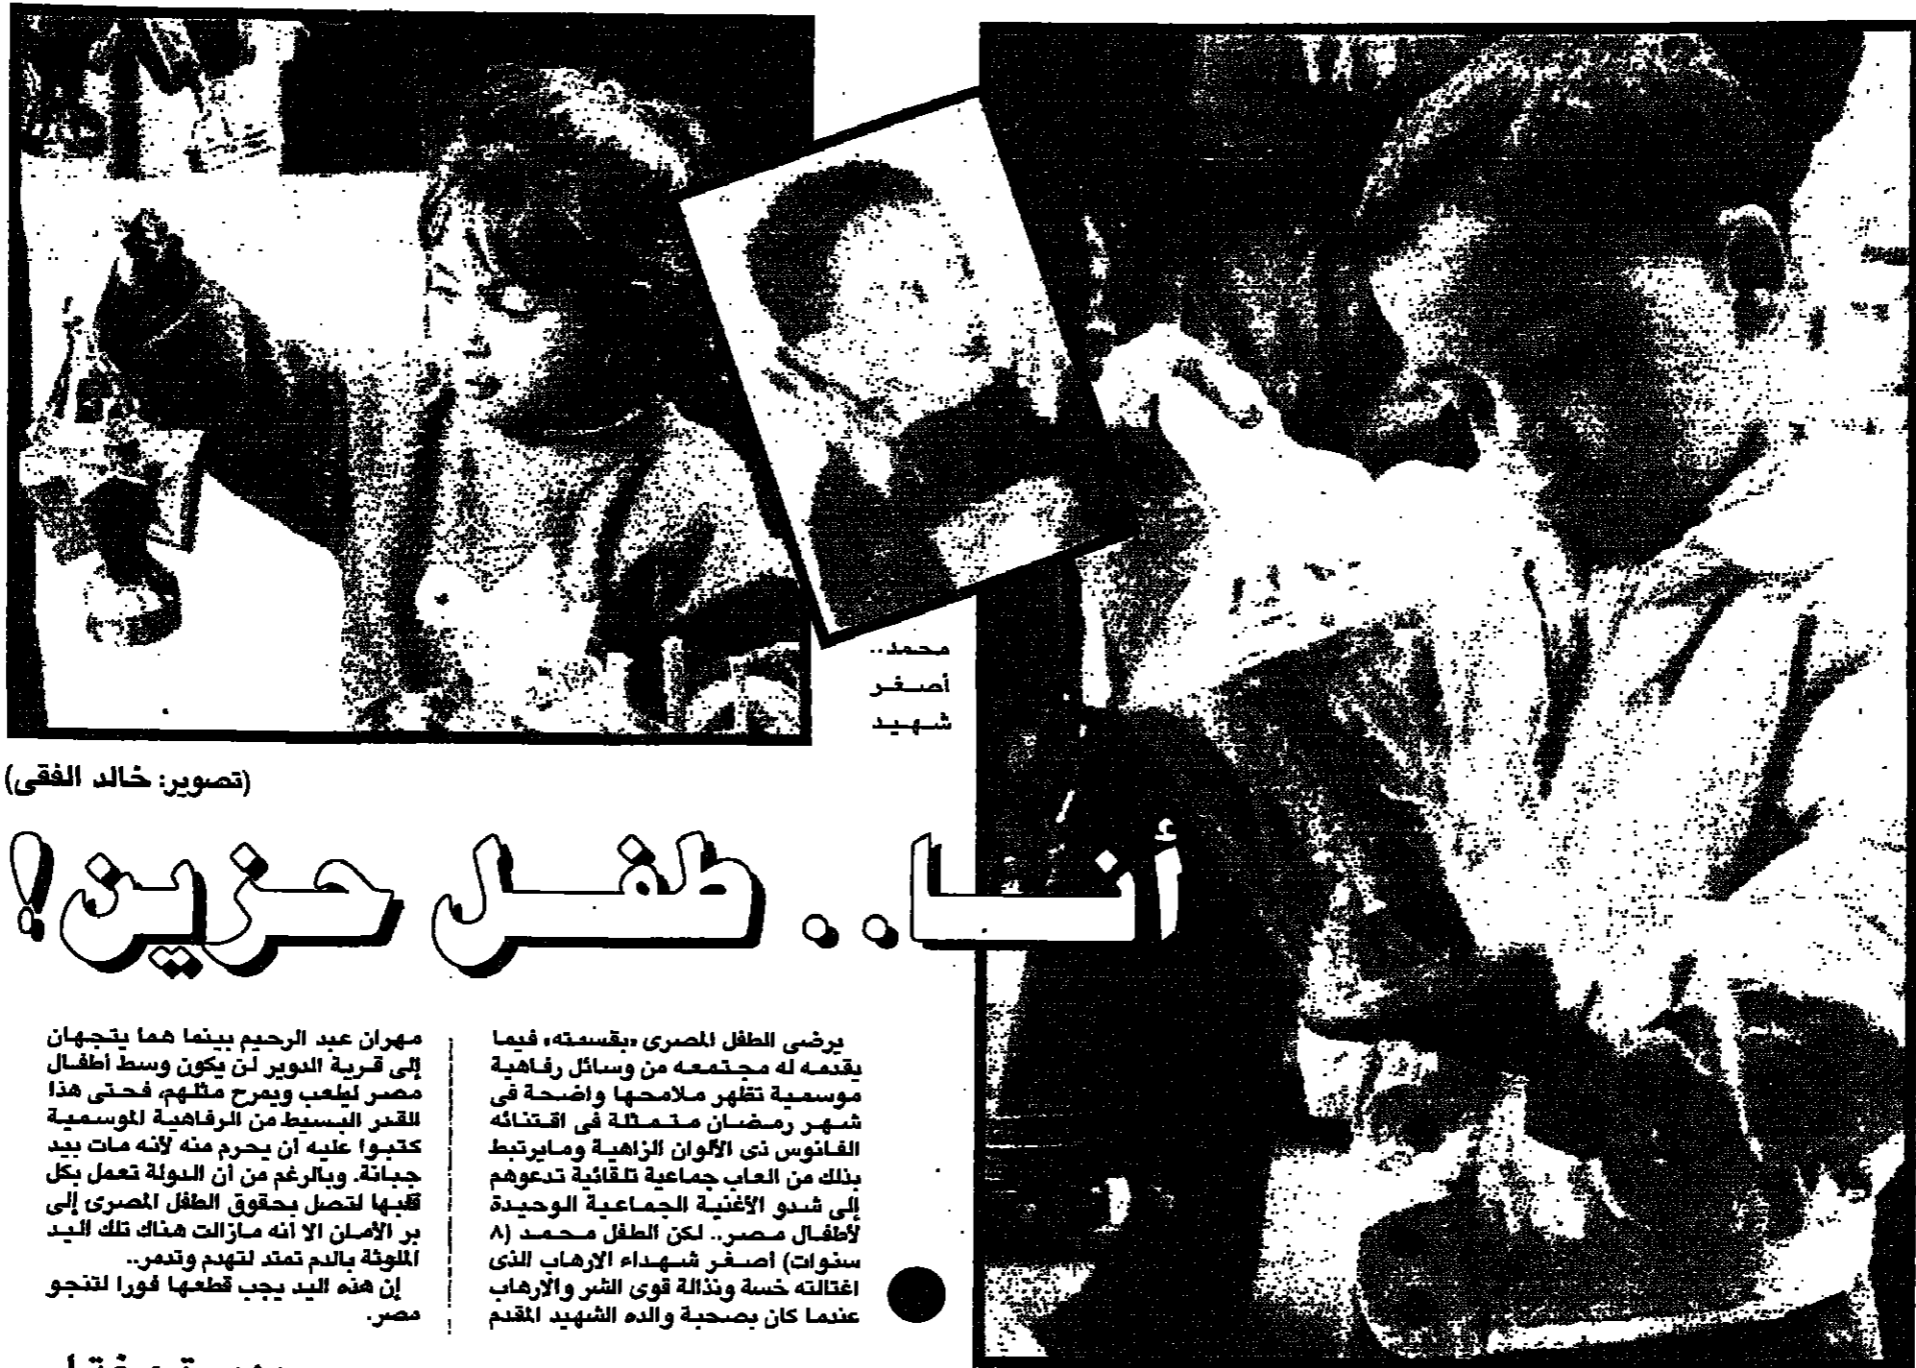 محمد..
أصغر
شهيد
(تصوير: خالد الفقى)
أنا.. طفل حزين!
يرضى الطفل المصرى «بقسمته» فيما
يقدمه له مجتمعه من وسائل رفاهية
موسمية تظهر ملامحها واضحة فى
شهر رمضان متمثلة فى اقتنائه
الفانوس ذى الألوان الزاهية ومايرتبط
بذلك من العاب جماعية تلقائية تدعوهم
إلى شدو الأغنية الجماعية الوحيدة
لأطفال مصر.. لكن الطفل محمد (٨
سنوات) أصغر شهداء الارهاب الذى
اغتالته خسة ونذالة قوى الشر والارهاب
عندما كان بصحبة والده الشهيد المقدم
مهران عبد الرحيم بينما هما يتجهان
إلى قرية الدوير لن يكون وسط أطفال
مصر ليلعب ويمرح مثلهم، فحتى هذا
القدر البسيط من الرفاهية الموسمية
كتبوا عليه أن يحرم منه لأنه مات بيد
جبانة. وبالرغم من أن الدولة تعمل بكل
قلبها لتصل بحقوق الطفل المصرى إلى
بر الأمان الا أنه مازالت هناك تلك اليد
الملوثة بالدم تمتد لتهدم وتدمر..
إن هذه اليد يجب قطعها فورا لتنجو
مصر.